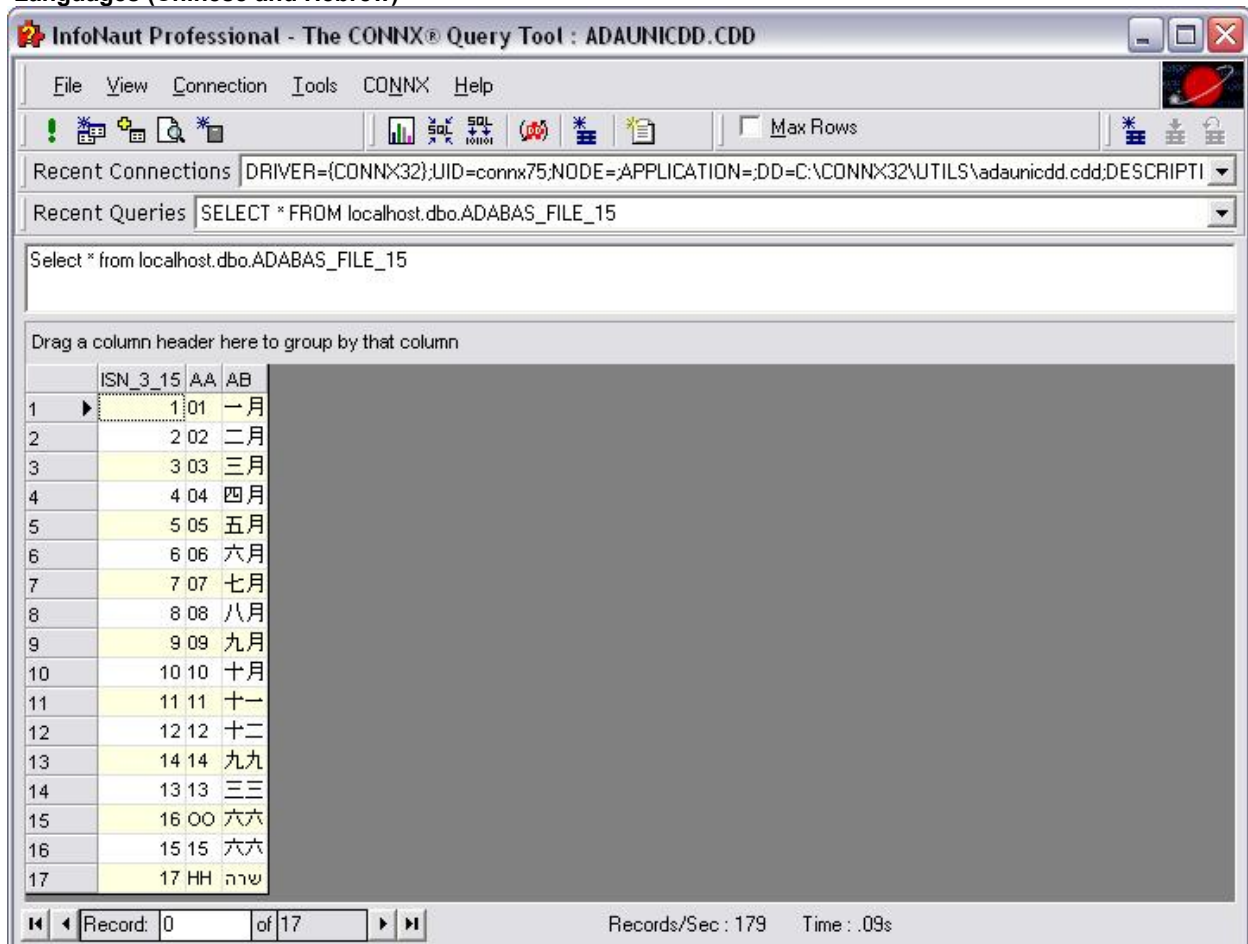 Languages (Chinese and Hebrew)
InfoNaut Professional - The CONNX® Query Tool : ADAUNICDD.CDD
File View Connection Tools CONNX Help
Max Rows
Recent Connections DRIVER={CONNX32};UID=connx75;NODE=;APPLICATION=;DD=C:\CONNX32\UTILS\adaunicdd.cdd;DESCRIPTI
Recent Queries SELECT * FROM localhost.dbo.ADABAS_FILE_15
Select * from localhost.dbo.ADABAS_FILE_15
Drag a column header here to group by that column
ISN_3_15 AA AB
1 1 01 一月
2 2 02 二月
3 3 03 三月
4 4 04 四月
5 5 05 五月
6 6 06 六月
7 7 07 七月
8 8 08 八月
9 9 09 九月
10 10 10 十月
11 11 11 十一
12 12 12 十二
13 14 14 九九
14 13 13 三三
15 16 OO 六六
16 15 15 六六
17 17 HH שרה
Record: 0 of 17 Records/Sec : 179 Time : .09s